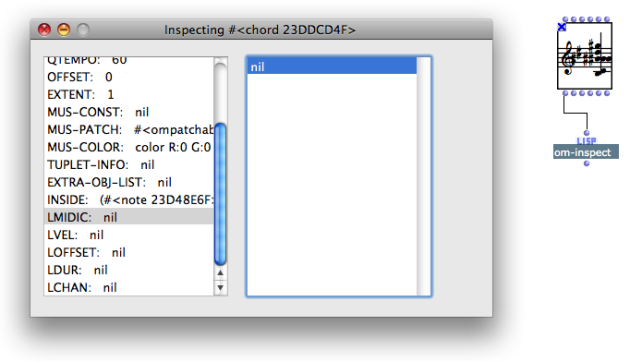 Inspecting #<chord 23DDCD4F>
QTEMPO: 60
OFFSET: 0
EXTENT: 1
MUS-CONST: nil
MUS-PATCH: #<ompatchab
MUS-COLOR: color R:0 G:0
TUPLET-INFO: nil
EXTRA-OBJ-LIST: nil
INSIDE: (#<note 23D48E6F:
LMIDIC: nil
LVEL: nil
LOFFSET: nil
LDUR: nil
LCHAN: nil
nil
LISP
om-inspect